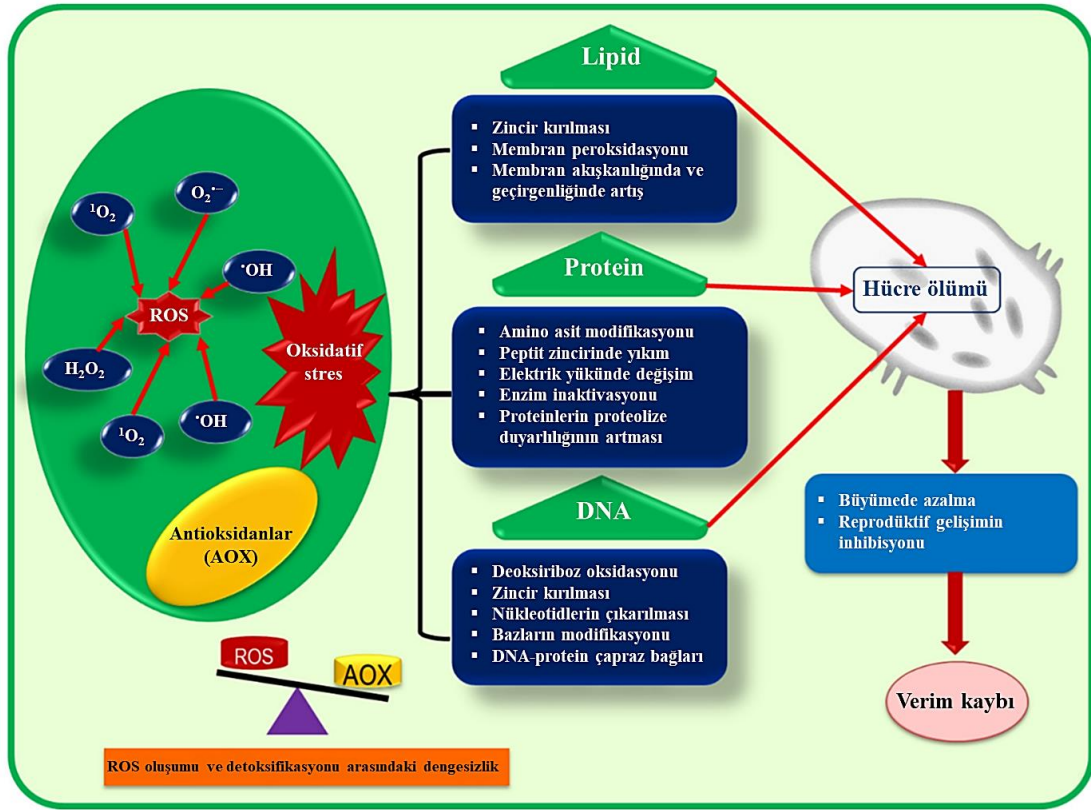 ¹O₂
O₂•−
•OH
ROS
H₂O₂
¹O₂
•OH
Oksidatif
stres
Antioksidanlar
(AOX)
ROS
AOX
ROS oluşumu ve detoksifikasyonu arasındaki dengesizlik
Lipid
▪ Zincir kırılması
▪ Membran peroksidasyonu
▪ Membran akışkanlığında ve
geçirgenliğinde artış
Protein
▪ Amino asit modifikasyonu
▪ Peptit zincirinde yıkım
▪ Elektrik yükünde değişim
▪ Enzim inaktivasyonu
▪ Proteinlerin proteolize
duyarlılığının artması
DNA
▪ Deoksiriboz oksidasyonu
▪ Zincir kırılması
▪ Nükleotidlerin çıkarılması
▪ Bazların modifikasyonu
▪ DNA-protein çapraz bağları
Hücre ölümü
▪ Büyümede azalma
▪ Reprodüktif gelişimin
inhibisyonu
Verim kaybı